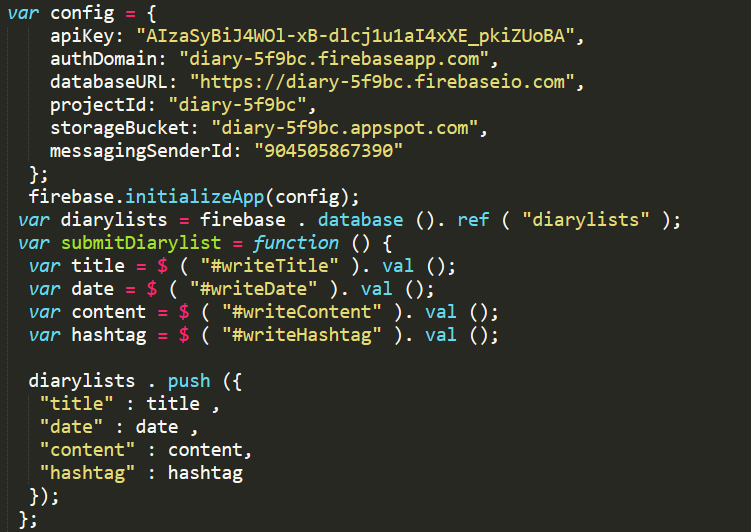 var config = {
apiKey: "AIzaSyBiJ4WOl-xB-dlcj1u1aI4xXE_pkiZUoBA",
authDomain: "diary-5f9bc.firebaseapp.com",
databaseURL: "https://diary-5f9bc.firebaseio.com",
projectId: "diary-5f9bc",
storageBucket: "diary-5f9bc.appspot.com",
messagingSenderId: "904505867390"
};
firebase.initializeApp(config);
var diarylists = firebase . database (). ref ( "diarylists" );
var submitDiarylist = function () {
var title = $ ( "#writeTitle" ). val ();
var date = $ ( "#writeDate" ). val ();
var content = $ ( "#writeContent" ). val ();
var hashtag = $ ( "#writeHashtag" ). val ();
diarylists . push ({
"title" : title ,
"date" : date ,
"content" : content,
"hashtag" : hashtag
});
};